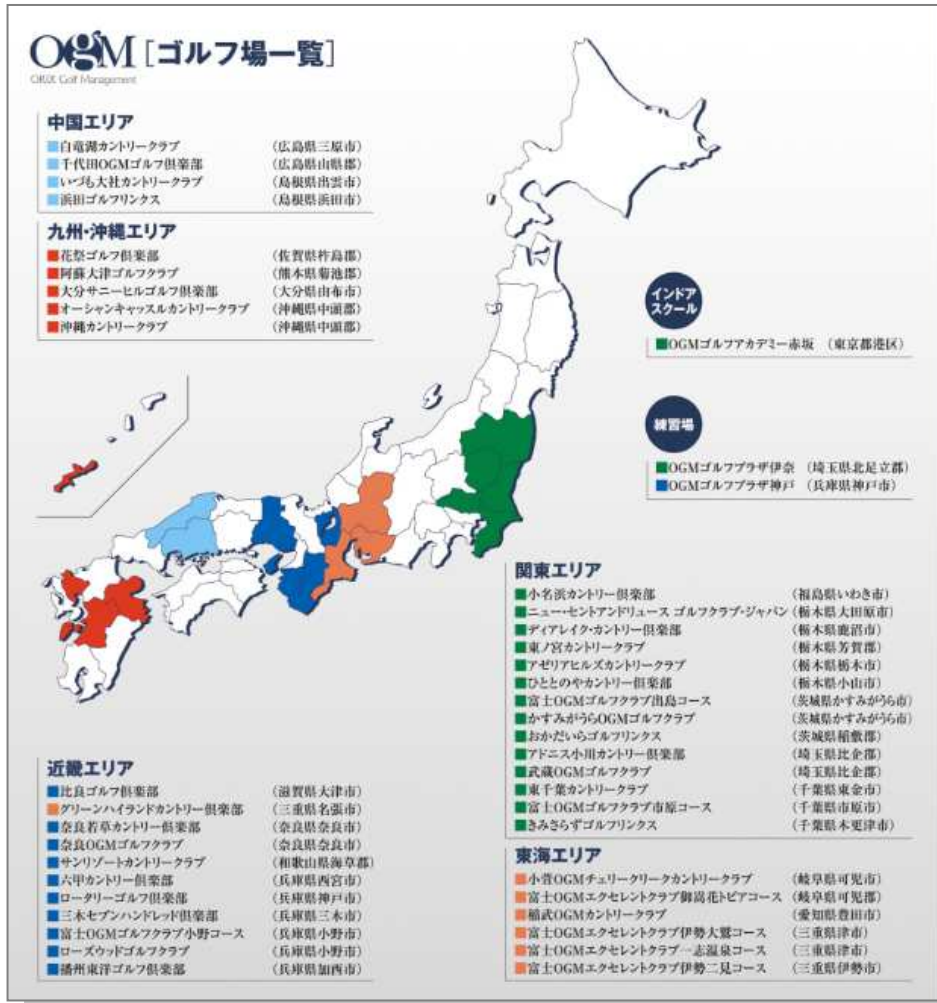 OgM [ゴルフ場一覧]
ORIX Golf Management
中国エリア
■白竜湖カントリークラブ （広島県三原市）
■千代田OGMゴルフ倶楽部 （広島県山県郡）
■いづも大社カントリークラブ （島根県出雲市）
■浜田ゴルフリンクス （島根県浜田市）
九州・沖縄エリア
■花祭ゴルフ倶楽部 （佐賀県杵島郡）
■阿蘇大津ゴルフクラブ （熊本県菊池郡）
■大分サニーヒルゴルフ倶楽部 （大分県由布市）
■オーシャンキャッスルカントリークラブ （沖縄県中頭郡）
■沖縄カントリークラブ （沖縄県中頭郡）
インドア
スクール
■OGMゴルフアカデミー赤坂 （東京都港区）
練習場
■OGMゴルフプラザ伊奈 （埼玉県北足立郡）
■OGMゴルフプラザ神戸 （兵庫県神戸市）
関東エリア
■小名浜カントリー倶楽部 （福島県いわき市）
■ニュー・セントアンドリュース ゴルフクラブ・ジャパン （栃木県大田原市）
■ディアレイク・カントリー倶楽部 （栃木県鹿沼市）
■東ノ宮カントリークラブ （栃木県芳賀郡）
■アゼリアヒルズカントリークラブ （栃木県栃木市）
■ひととのやカントリー倶楽部 （栃木県小山市）
■富士OGMゴルフクラブ出島コース （茨城県かすみがうら市）
■かすみがうらOGMゴルフクラブ （茨城県かすみがうら市）
■おかだいらゴルフリンクス （茨城県稲敷郡）
■アドニス小川カントリー倶楽部 （埼玉県比企郡）
■武蔵OGMゴルフクラブ （埼玉県比企郡）
■東千葉カントリークラブ （千葉県東金市）
■富士OGMゴルフクラブ市原コース （千葉県市原市）
■きみさらずゴルフリンクス （千葉県木更津市）
近畿エリア
■比良ゴルフ倶楽部 （滋賀県大津市）
■グリーンハイランドカントリー倶楽部 （三重県名張市）
■奈良若草カントリー倶楽部 （奈良県奈良市）
■奈良OGMゴルフクラブ （奈良県奈良市）
■サンリゾートカントリークラブ （和歌山県海草郡）
■六甲カントリー倶楽部 （兵庫県西宮市）
■ロータリーゴルフ倶楽部 （兵庫県神戸市）
■三木セブンハンドレッド倶楽部 （兵庫県三木市）
■富士OGMゴルフクラブ小野コース （兵庫県小野市）
■ローズウッドゴルフクラブ （兵庫県小野市）
■播州東洋ゴルフ倶楽部 （兵庫県加西市）
東海エリア
■小萱OGMチェリークリークカントリークラブ （岐阜県可児市）
■富士OGMエクセレントクラブ御嵩花トピアコース （岐阜県可児郡）
■稲武OGMカントリークラブ （愛知県豊田市）
■富士OGMエクセレントクラブ伊勢大鷲コース （三重県津市）
■富士OGMエクセレントクラブ一志温泉コース （三重県津市）
■富士OGMエクセレントクラブ伊勢二見コース （三重県伊勢市）